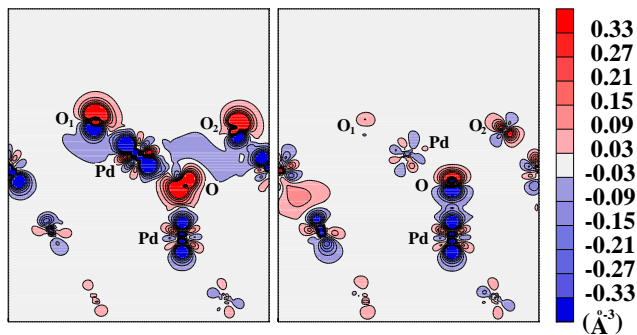 O₁
O₂
Pd
O
Pd
O₁
Pd
O₂
O
Pd
0.33
0.27
0.21
0.15
0.09
0.03
-0.03
-0.09
-0.15
-0.21
-0.27
-0.33
(Å⁻³)